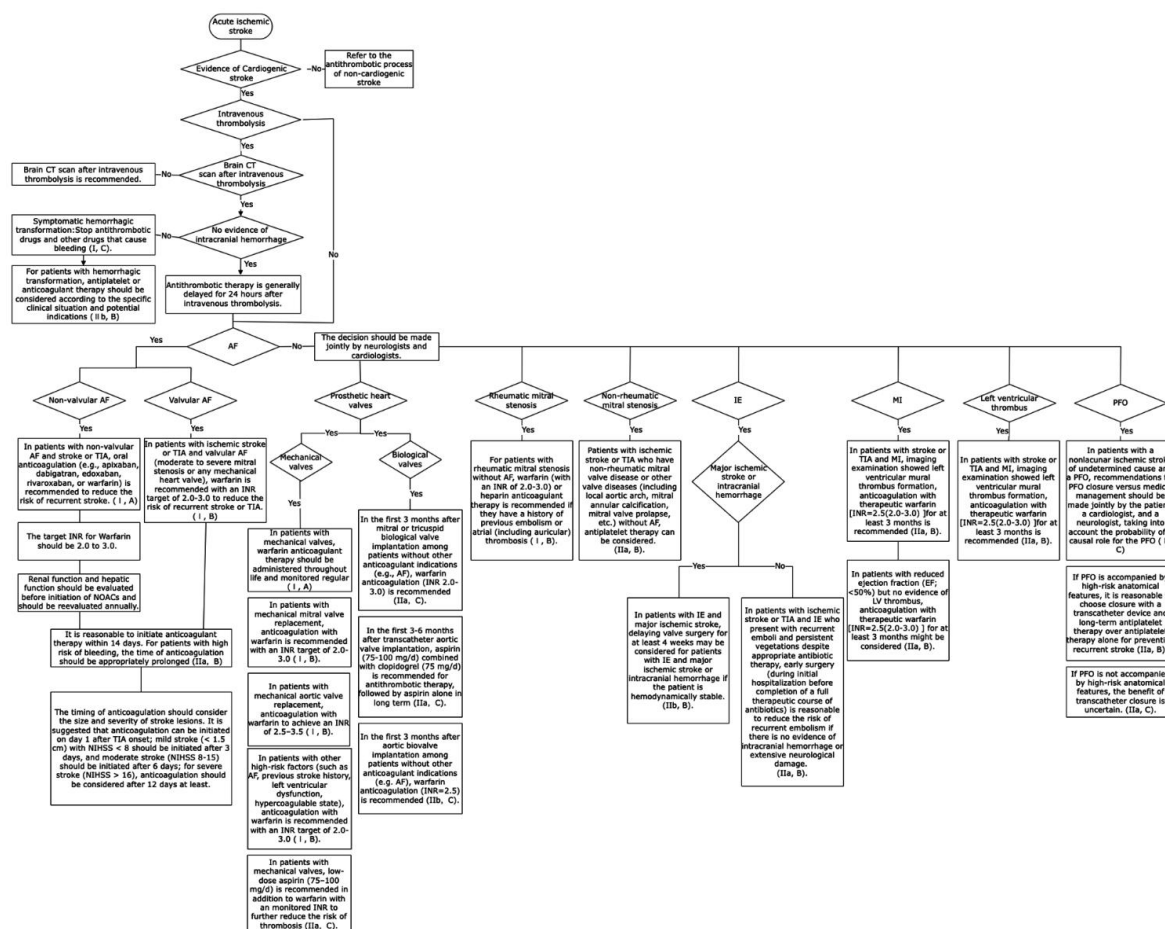 Acute ischemic
stroke
Evidence of Cardiogenic
stroke
No
Refer to the
antithrombotic process
of non-cardiogenic
stroke
Yes
Intravenous
thrombolysis
Yes
Brain CT scan after intravenous
thrombolysis is recommended.
No
Brain CT
scan after intravenous
thrombolysis
Yes
Symptomatic hemorrhagic
transformation:Stop antithrombotic
drugs and other drugs that cause
bleeding (I, C).
No
No evidence of
intracranial hemorrhage
No
For patients with hemorrhagic
transformation, antiplatelet or
anticoagulant therapy should be
considered according to the specific
clinical situation and potential
indications (IIb, B)
Yes
Antithrombotic therapy is generally
delayed for 24 hours after
intravenous thrombolysis.
Yes
AF
No
The decision should be made
jointly by neurologists and
cardiologists.
Non-valvular AF
Yes
In patients with non-valvular
AF and stroke or TIA, oral
anticoagulation (e.g., apixaban,
dabigatran, edoxaban,
rivaroxaban, or warfarin) is
recommended to reduce the
risk of recurrent stroke. (I, A)
The target INR for Warfarin
should be 2.0 to 3.0.
Renal function and hepatic
function should be evaluated
before initiation of NOACs and
should be reevaluated annually.
Valvular AF
Yes
In patients with ischemic stroke
or TIA and valvular AF
(moderate to severe mitral
stenosis or any mechanical
heart valve), warfarin is
recommended with an INR
target of 2.0-3.0 to reduce the
risk of recurrent stroke or TIA.
(I, B)
It is reasonable to initiate anticoagulant
therapy within 14 days. For patients with high
risk of bleeding, the time of anticoagulation
should be appropriately prolonged (IIa, B)
The timing of anticoagulation should consider
the size and severity of stroke lesions. It is
suggested that anticoagulation can be initiated
on day 1 after TIA onset; mild stroke (< 1.5
cm) with NIHSS < 8 should be initiated after 3
days, and moderate stroke (NIHSS 8-15)
should be initiated after 6 days; for severe
stroke (NIHSS > 16), anticoagulation should
be considered after 12 days at least.
Prosthetic heart
valves
Yes
Yes
Mechanical
valves
Yes
In patients with
mechanical valves,
warfarin anticoagulant
therapy should be
administered throughout
life and monitored regular
(I, A)
In patients with
mechanical mitral valve
replacement,
anticoagulation with
warfarin is recommended
with an INR target of 2.0-
3.0 (I, B).
In patients with
mechanical aortic valve
replacement,
anticoagulation with
warfarin to achieve an INR
of 2.5–3.5 (I, B).
In patients with other
high-risk factors (such as
AF, previous stroke history,
left ventricular
dysfunction,
hypercoagulable state),
anticoagulation with
warfarin is recommended
with an INR target of 2.0-
3.0 (I, B).
In patients with
mechanical valves, low-
dose aspirin (75–100
mg/d) is recommended in
addition to warfarin with
an monitored INR to
further reduce the risk of
thrombosis (IIa, C).
Biological
valves
Yes
In the first 3 months after
mitral or tricuspid
biological valve
implantation among
patients without other
anticoagulant indications
(e.g., AF), warfarin
anticoagulation (INR 2.0-
3.0) is recommended
(IIa, C).
In the first 3-6 months
after transcatheter aortic
valve implantation, aspirin
(75-100 mg/d) combined
with clopidogrel (75 mg/d) is
recommended for
antithrombotic therapy,
followed by aspirin alone in
long term (IIa, C).
In the first 3 months after
aortic biovalve
implantation among
patients without other
anticoagulant indications
(e.g. AF), warfarin
anticoagulation (INR=2.5)
is recommended (IIb, C).
Rheumatic mitral
stenosis
Yes
For patients with
rheumatic mitral stenosis
without AF, warfarin (with
an INR of 2.0-3.0) or
heparin anticoagulant
therapy is recommended if
they have a history of
previous embolism or
atrial (including auricular)
thrombosis (I, B).
Non-rheumatic
mitral stenosis
Yes
Patients with ischemic
stroke or TIA who have
non-rheumatic mitral
valve disease or other
valve diseases (including
local aortic arch, mitral
annular calcification,
mitral valve prolapse,
etc.) without AF,
antiplatelet therapy can
be considered.
(IIa, B).
IE
Yes
Major ischemic
stroke or intracranial
hemorrhage
Yes
No
In patients with IE and
major ischemic stroke,
delaying valve surgery for
at least 4 weeks may be
considered for patients
with IE and major
ischemic stroke or
intracranial hemorrhage if
the patient is
hemodynamically stable.
(IIb, B).
In patients with ischemic
stroke or TIA and IE who
present with recurrent
emboli and persistent
vegetations despite
appropriate antibiotic
therapy, early surgery
(during initial
hospitalization before
completion of a full
therapeutic course of
antibiotics) is reasonable
to reduce the risk of
recurrent embolism if
there is no evidence of
intracranial hemorrhage or
extensive neurological
damage.
(IIa, B).
MI
Yes
In patients with stroke or
TIA and MI, imaging
examination showed left
ventricular mural
thrombus formation,
anticoagulation with
therapeutic warfarin
[INR=2.5(2.0-3.0) ]for at
least 3 months is
recommended (IIa, B).
In patients with reduced
ejection fraction (EF;
<50%) but no evidence of
LV thrombus,
anticoagulation with
therapeutic warfarin
[INR=2.5(2.0-3.0) ] for at
least 3 months might be
considered (IIa, B).
Left ventricular
thrombus
Yes
In patients with stroke or
TIA and MI, imaging
examination showed left
ventricular mural
thrombus formation,
anticoagulation with
therapeutic warfarin
[INR=2.5(2.0-3.0) ]for at
least 3 months is
recommended (IIa, B).
PFO
Yes
In patients with a
nonlacunar ischemic strok
of undetermined cause an
a PFO, recommendations f
PFO closure versus medic
management should be
made jointly by the patient
a cardiologist, and a
neurologist, taking into
account the probability of
causal role for the PFO (
C)
If PFO is accompanied by
high-risk anatomical
features, it is reasonable
choose closure with a
transcatheter device and
long-term antiplatelet
therapy over antiplatelet
therapy alone for preventi
recurrent stroke (IIa, B).
If PFO is not accompanie
by high-risk anatomical
features, the benefit of
transcatheter closure is
uncertain. (IIa, C).